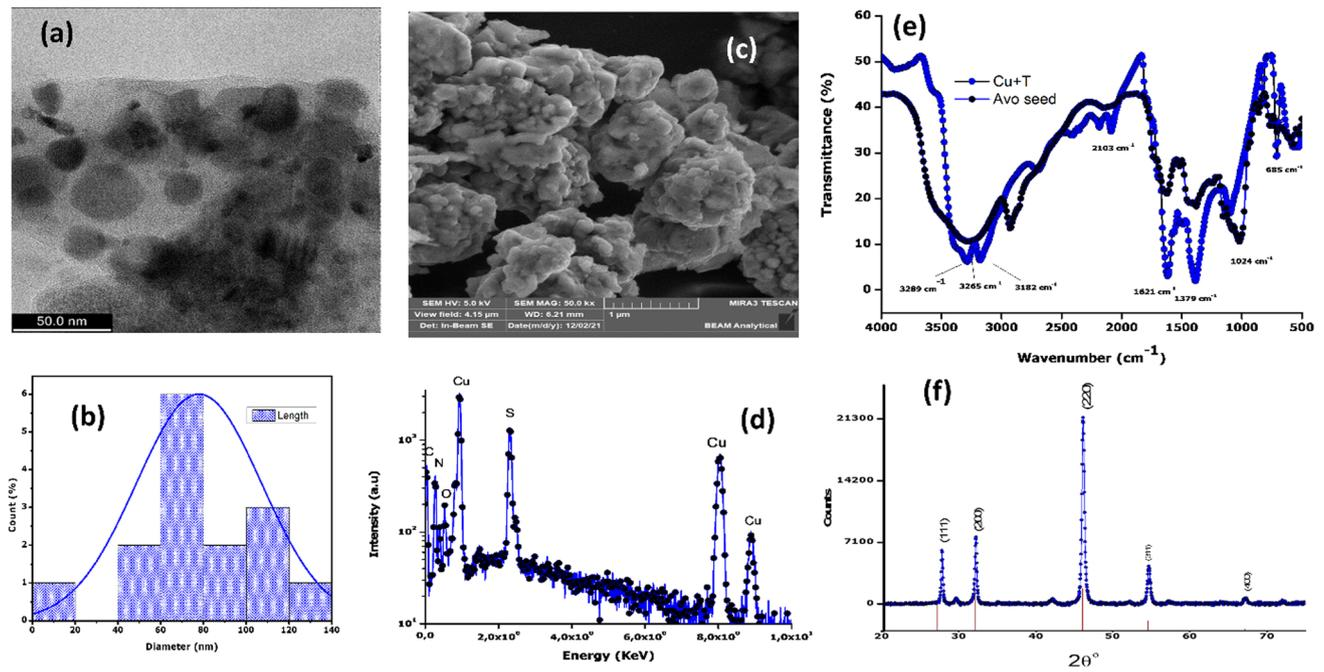 (a)
50.0 nm
(c)
SEM HV: 5.0 kV SEM MAG: 50.0 kx MIRA3 TESCAN
View field: 4.15 µm WD: 6.21 mm 1 µm
Det: In-Beam SE Date(m/d/y): 12/02/21 BEAM Analytical
(e)
Transmittance (%)
60
50
40
30
20
10
0
Cu+T
Avo seed
2103 cm-1
685 cm-1
1024 cm-1
3289 cm-1
3265 cm-1
3182 cm-1
1621 cm-1
1379 cm-1
4000 3500 3000 2500 2000 1500 1000 500
Wavenumber (cm-1)
(b)
Count (%)
6
5
4
3
2
1
0
Length
0 20 40 60 80 100 120 140
Diameter (nm)
(d)
Intensity (a.u)
10³
10²
10¹
C
N
O
Cu
S
Cu
Cu
0,0 2,0x10⁰ 4,0x10⁰ 6,0x10⁰ 8,0x10⁰ 1,0x10¹
Energy (KeV)
(f)
Counts
21300
14200
7100
0
(111)
(200)
(220)
(311)
(400)
20 30 40 50 60 70
2θ°